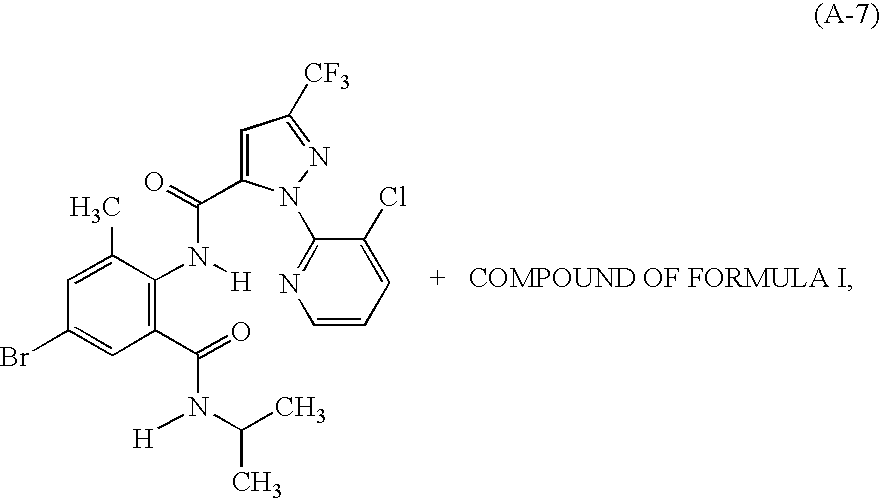 (A-7)
CF3
N
O
N
Cl
H3C
N
H
N
+ COMPOUND OF FORMULA I,
O
Br
N
CH3
H
CH3